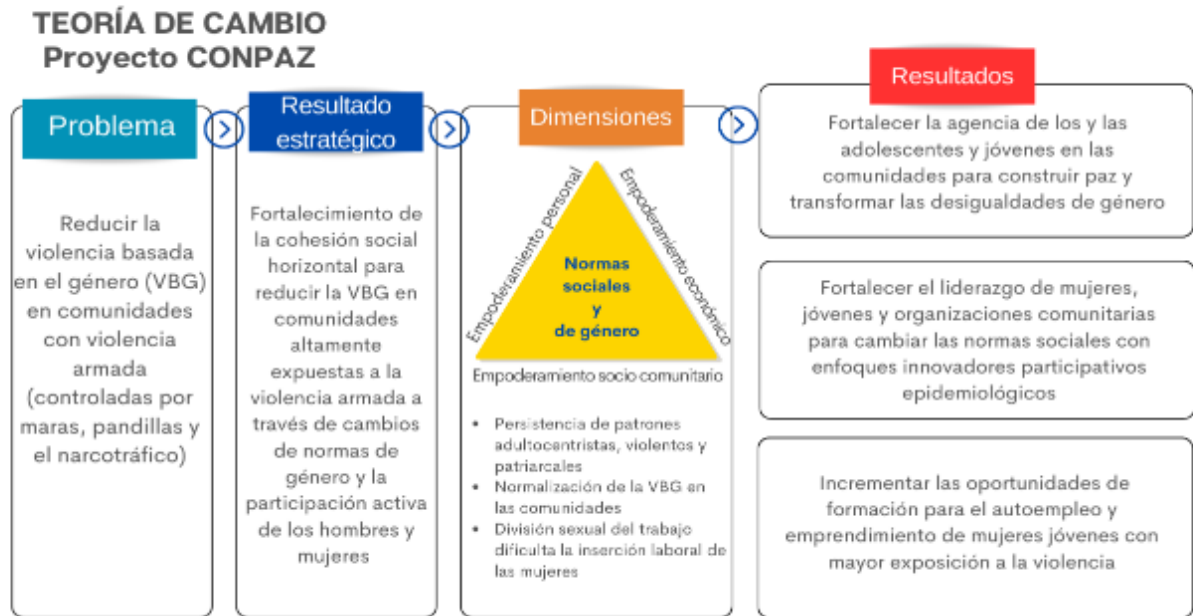 TEORÍA DE CAMBIO
Proyecto CONPAZ
Problema
Reducir la
violencia basada
en el género (VBG)
en comunidades
con violencia
armada
(controladas por
maras, pandillas y
el narcotráfico)
Resultado
estratégico
Fortalecimiento de
la cohesión social
horizontal para
reducir la VBG en
comunidades
altamente
expuestas a la
violencia armada a
través de cambios
de normas de
género y la
participación activa
de los hombres y
mujeres
Dimensiones
Empoderamiento personal
Empoderamiento económico
Normas
sociales
y
de género
Empoderamiento socio comunitario
• Persistencia de patrones
adultocentristas, violentos y
patriarcales
• Normalización de la VBG en
las comunidades
• División sexual del trabajo
dificulta la inserción laboral de
las mujeres
Resultados
Fortalecer la agencia de los y las
adolescentes y jóvenes en las
comunidades para construir paz y
transformar las desigualdades de género
Fortalecer el liderazgo de mujeres,
jóvenes y organizaciones comunitarias
para cambiar las normas sociales con
enfoques innovadores participativos
epidemiológicos
Incrementar las oportunidades de
formación para el autoempleo y
emprendimiento de mujeres jóvenes con
mayor exposición a la violencia